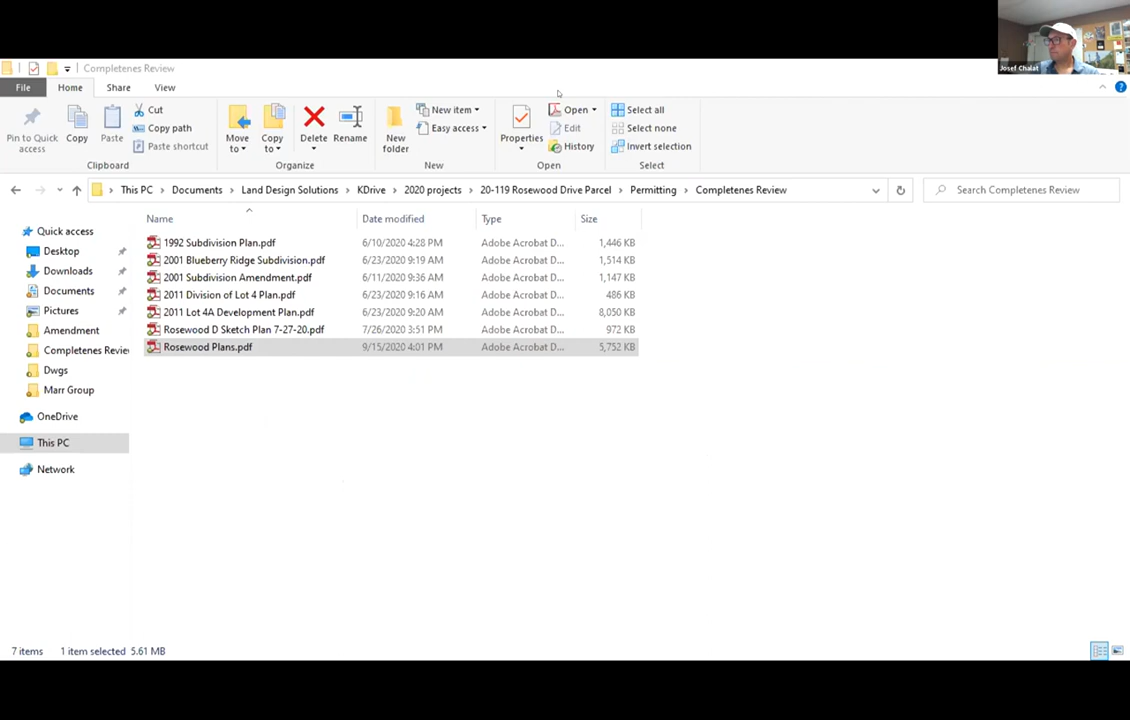 Josef Chalat
Completenes Review
File Home Share View
Pin to Quick access
Copy
Paste
Cut
Copy path
Paste shortcut
Clipboard
Move to
Copy to
Delete
Rename
Organize
New folder
New item
Easy access
New
Properties
Open
Edit
History
Open
Select all
Select none
Invert selection
Select
This PC > Documents > Land Design Solutions > KDrive > 2020 projects > 20-119 Rosewood Drive Parcel > Permitting > Completenes Review
Search Completenes Review
Quick access
Desktop
Downloads
Documents
Pictures
Amendment
Completenes Revie
Dwgs
Marr Group
OneDrive
This PC
Network
Name Date modified Type Size
1992 Subdivision Plan.pdf 6/10/2020 4:28 PM Adobe Acrobat D... 1,446 KB
2001 Blueberry Ridge Subdivision.pdf 6/23/2020 9:19 AM Adobe Acrobat D... 1,514 KB
2001 Subdivision Amendment.pdf 6/11/2020 9:36 AM Adobe Acrobat D... 1,147 KB
2011 Division of Lot 4 Plan.pdf 6/23/2020 9:16 AM Adobe Acrobat D... 486 KB
2011 Lot 4A Development Plan.pdf 6/23/2020 9:20 AM Adobe Acrobat D... 8,050 KB
Rosewood D Sketch Plan 7-27-20.pdf 7/26/2020 3:51 PM Adobe Acrobat D... 972 KB
Rosewood Plans.pdf 9/15/2020 4:01 PM Adobe Acrobat D... 5,752 KB
7 items 1 item selected 5.61 MB